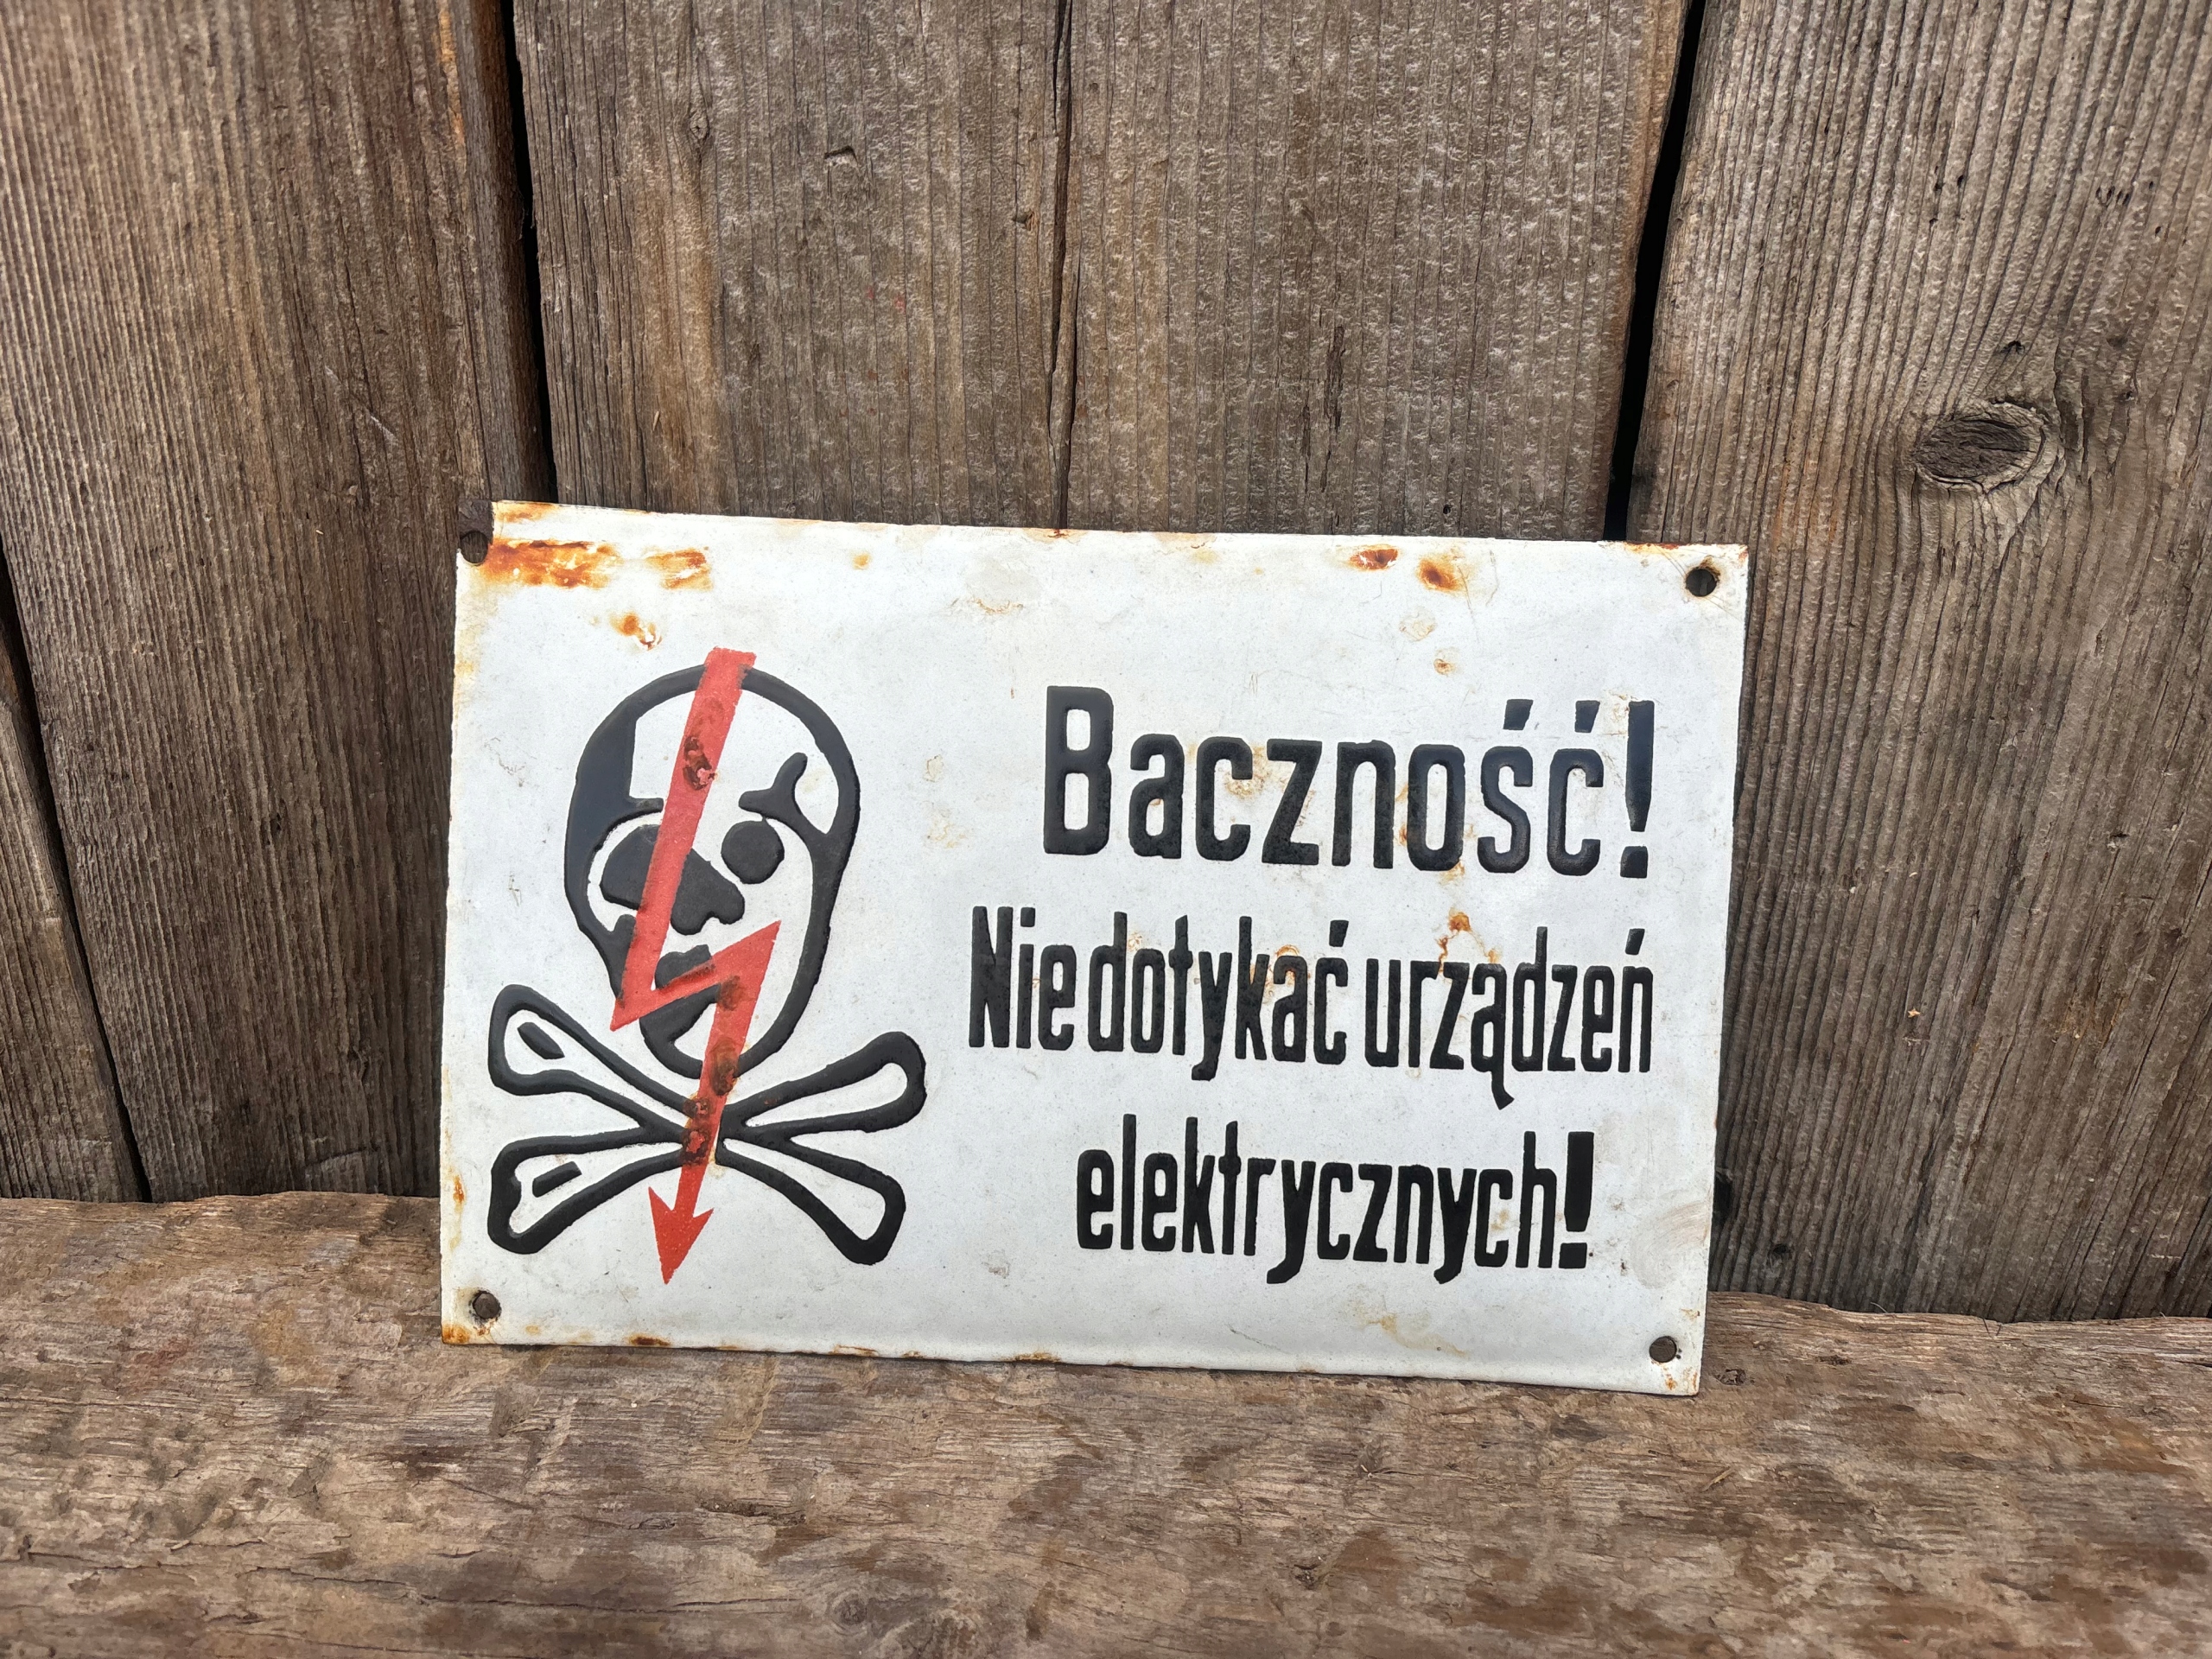 Baczność!
Nie dotykać urządzeń
elektrycznych!